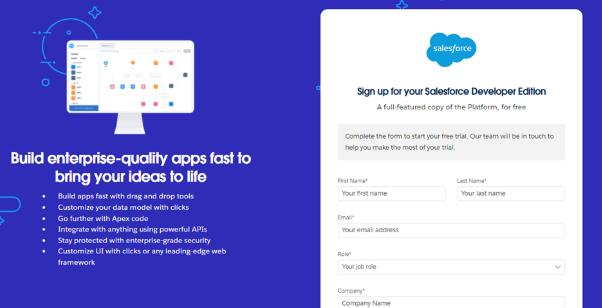 Build enterprise-quality apps fast to
bring your ideas to life
Build apps fast with drag and drop tools
Customize your data model with clicks
Go further with Apex code
Integrate with anything using powerful APIs
Stay protected with enterprise-grade security
Customize UI with clicks or any leading-edge web
framework
salesforce
Sign up for your Salesforce Developer Edition
A full-featured copy of the Platform, for free
Complete the form to start your free trial. Our team will be in touch to
help you make the most of your trial.
First Name* Last Name*
Your first name Your last name
Email*
Your email address
Role*
Your job role
Company*
Company Name